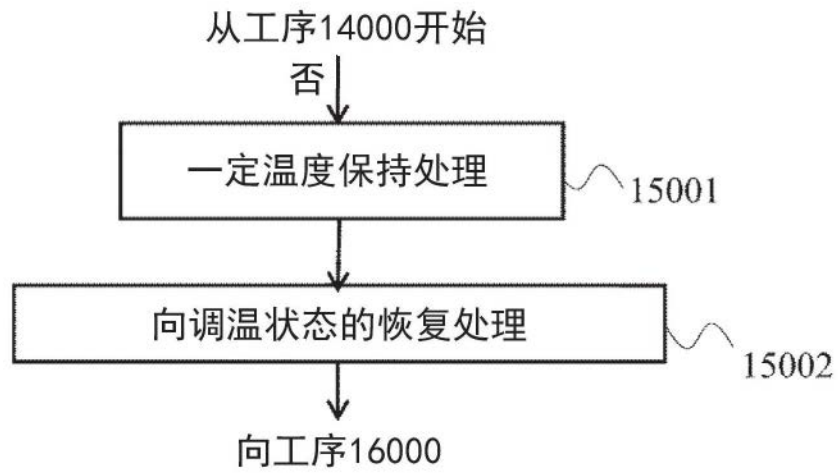 从工序14000开始
否
一定温度保持处理
15001
向调温状态的恢复处理
15002
向工序16000